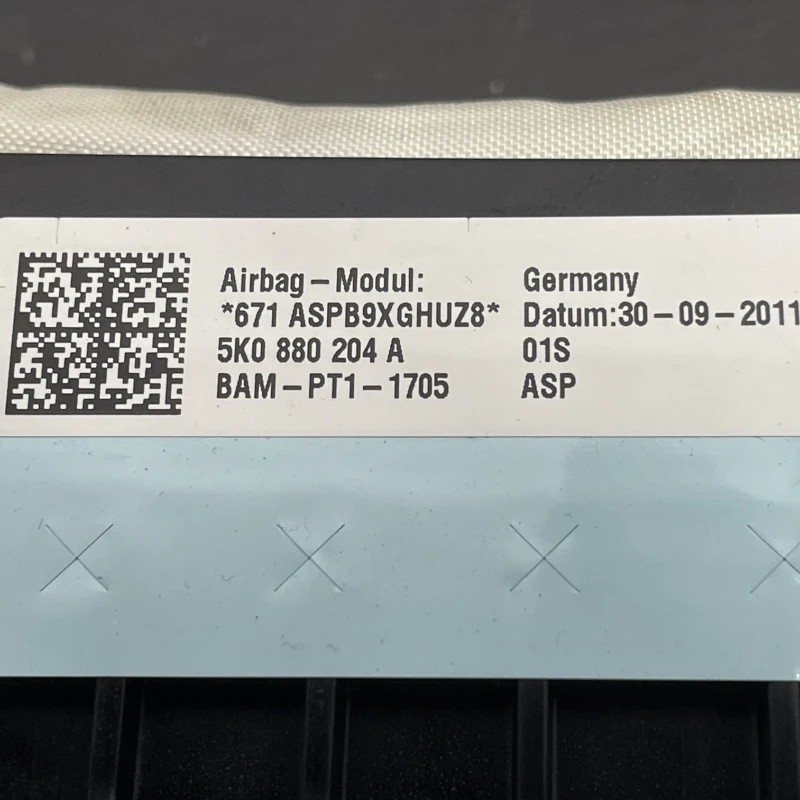 Airbag-Modul:
*671 ASPB9XGHUZ8*
5K0 880 204 A
BAM-PT1-1705
Germany
Datum:30-09-2011
01S
ASP